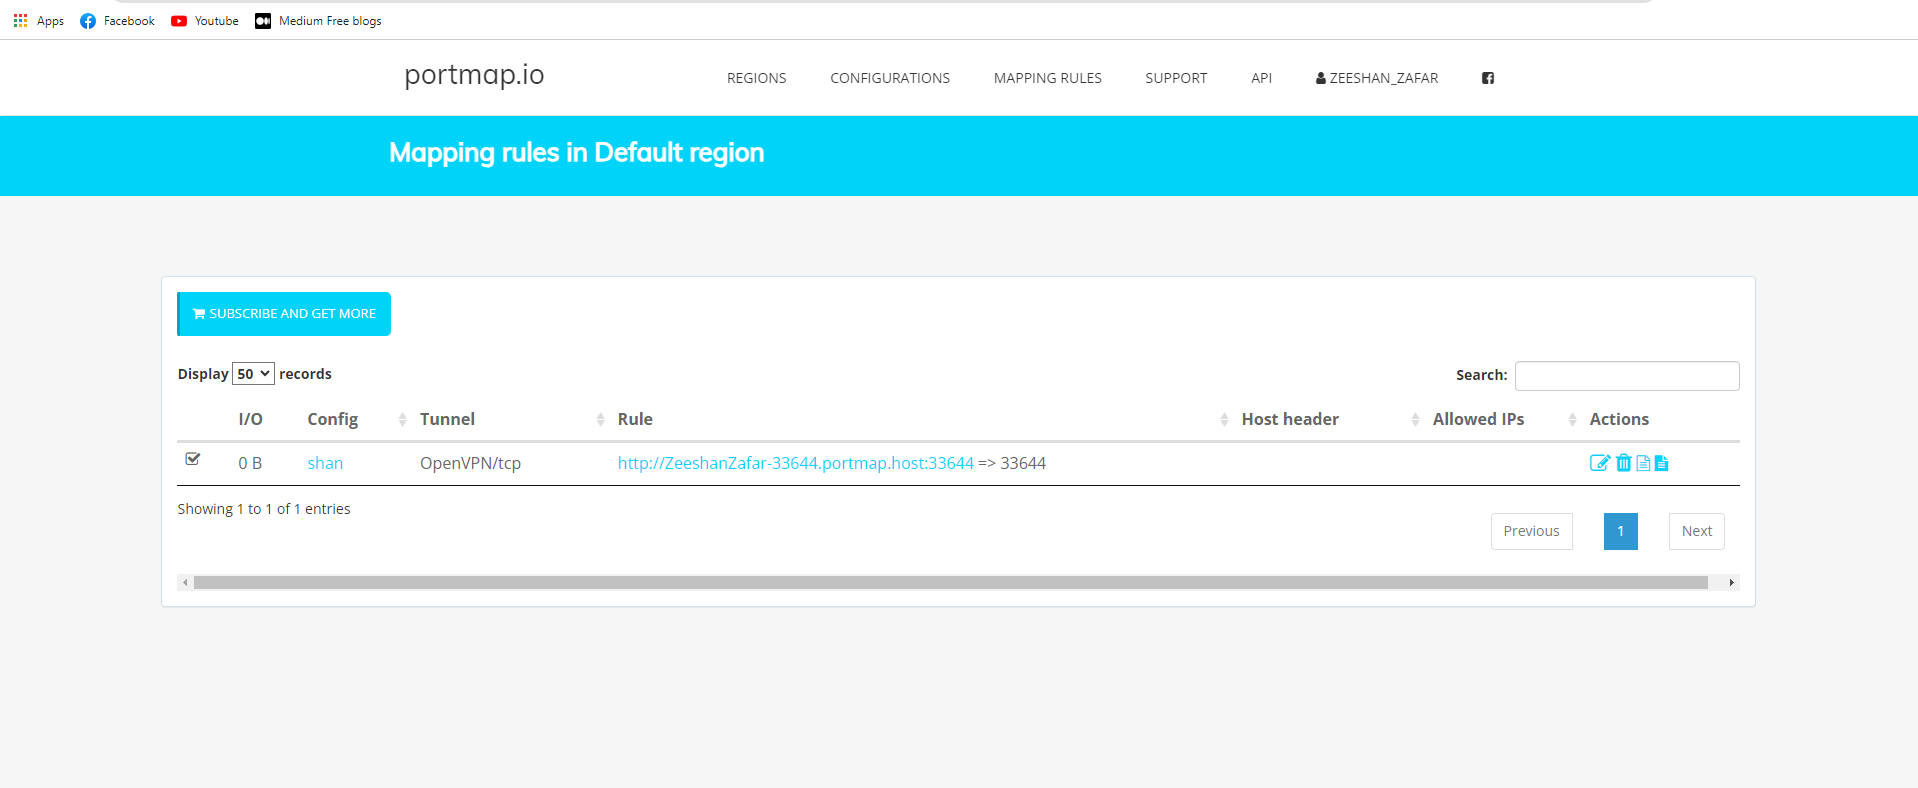 Apps Facebook Youtube Medium Free blogs
portmap.io REGIONS CONFIGURATIONS MAPPING RULES SUPPORT API ZEESHAN_ZAFAR
Mapping rules in Default region
SUBSCRIBE AND GET MORE
Display 50 records Search:
I/O Config Tunnel Rule Host header Allowed IPs Actions
0 B shan OpenVPN/tcp http://ZeeshanZafar-33644.portmap.host:33644 => 33644
Showing 1 to 1 of 1 entries
Previous 1 Next